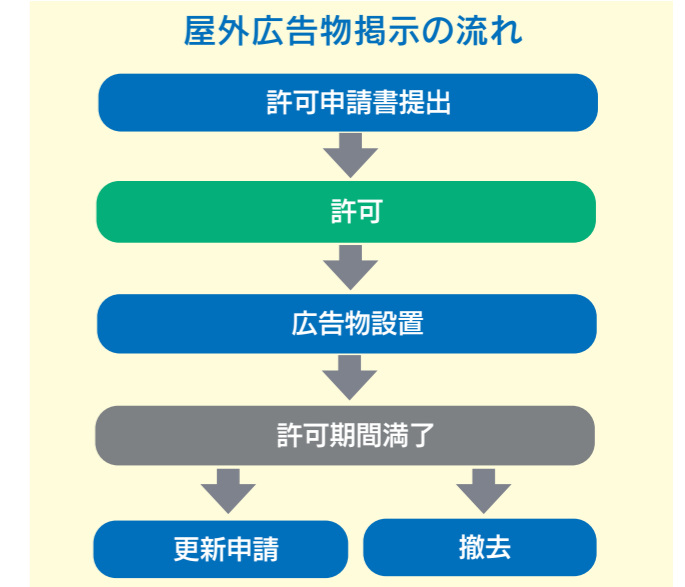 屋外広告物掲示の流れ
許可申請書提出
許可
広告物設置
許可期間満了
更新申請
撤去